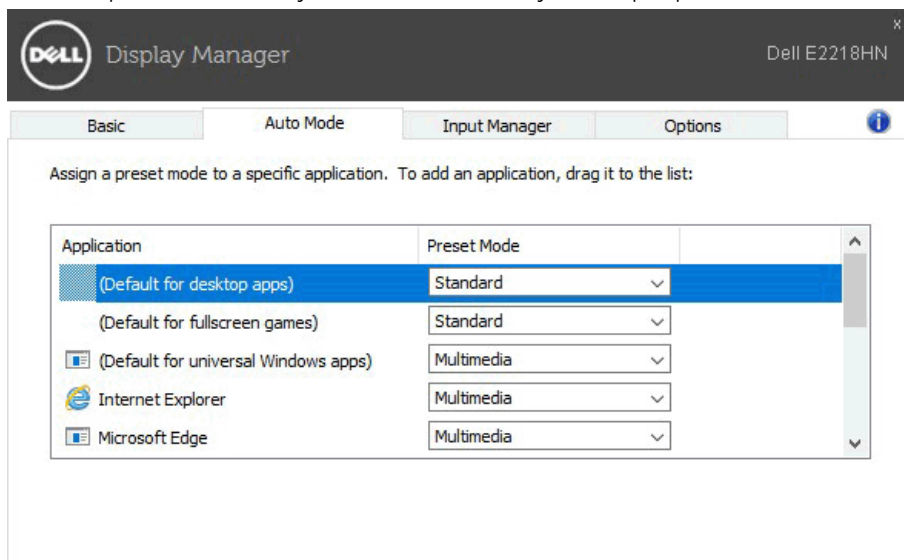 x
DELL Display Manager Dell E2218HN
Basic Auto Mode Input Manager Options i
Assign a preset mode to a specific application. To add an application, drag it to the list:
Application Preset Mode
(Default for desktop apps) Standard
(Default for fullscreen games) Standard
(Default for universal Windows apps) Multimedia
Internet Explorer Multimedia
Microsoft Edge Multimedia